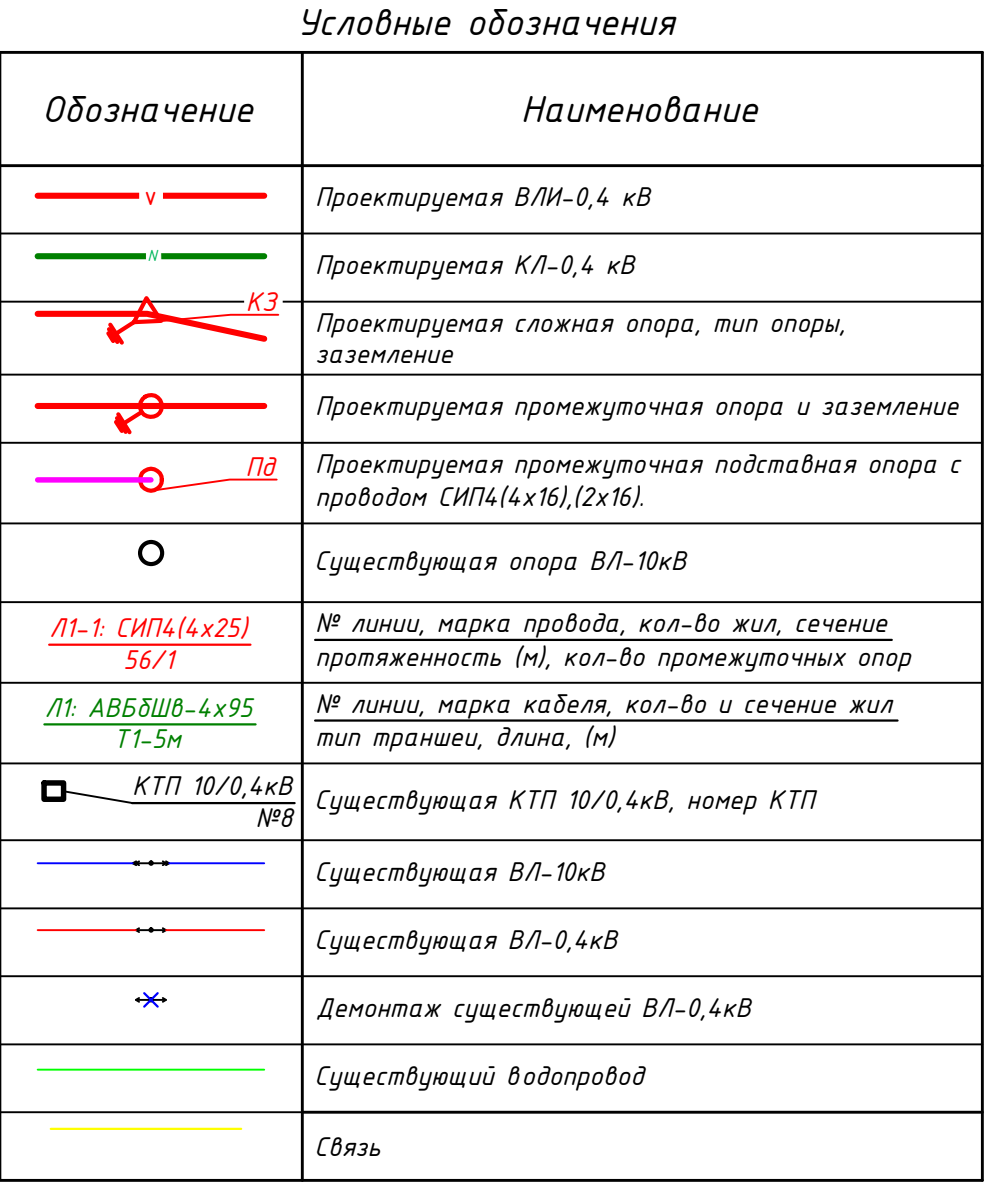 Условные обозначения
Обозначение
Наименование
V
Проектируемая ВЛИ-0,4 кВ
N
Проектируемая КЛ-0,4 кВ
К3
Проектируемая сложная опора, тип опоры,
заземление
Проектируемая промежуточная опора и заземление
Пд
Проектируемая промежуточная подставная опора с
проводом СИП4(4х16),(2х16).
Существующая опора ВЛ-10кВ
Л1-1: СИП4(4х25)
56/1
№ линии, марка провода, кол-во жил, сечение
протяженность (м), кол-во промежуточных опор
Л1: АВБбШв-4х95
Т1-5м
№ линии, марка кабеля, кол-во и сечение жил
тип траншеи, длина, (м)
КТП 10/0,4кВ
№8
Существующая КТП 10/0,4кВ, номер КТП
Существующая ВЛ-10кВ
Существующая ВЛ-0,4кВ
Демонтаж существующей ВЛ-0,4кВ
Существующий водопровод
Связь